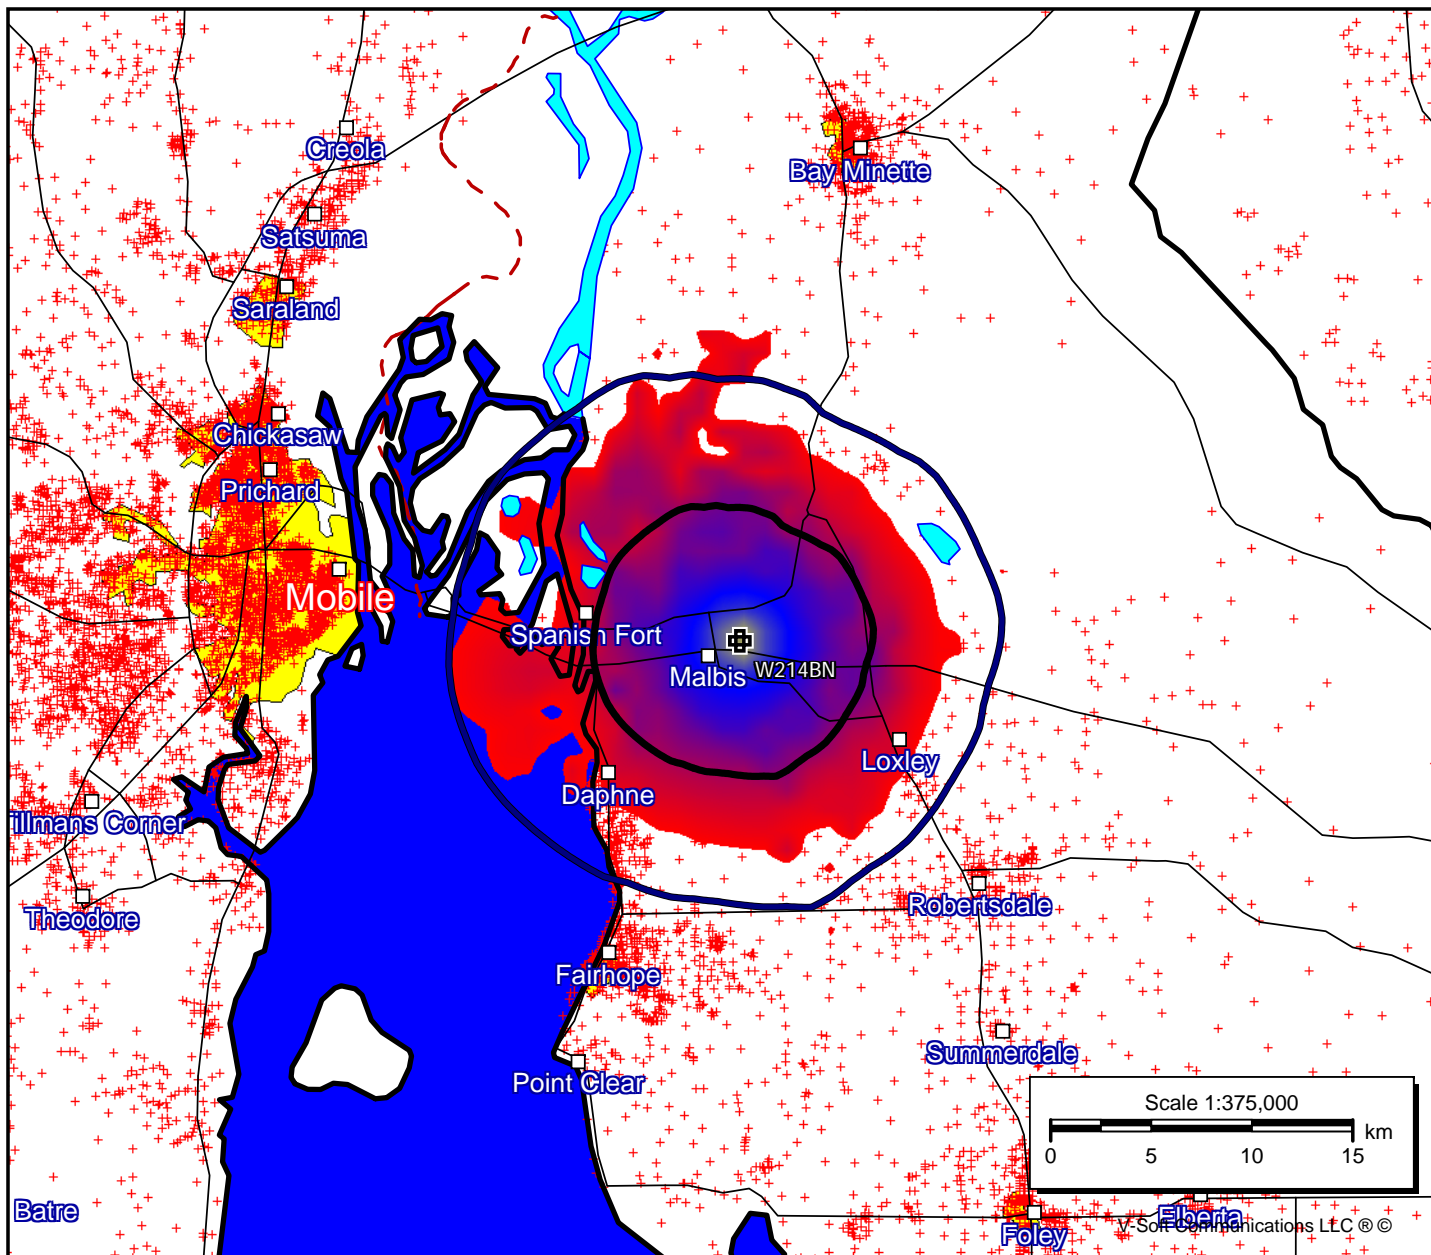 Creola
Bay Minette
Satsuma
Saraland
Chickasaw
Prichard
Mobile
Spanish Fort
Malbis
W214BN
Loxley
Daphne
illmans Corner
Theodore
Robertsdale
Fairhope
Summerdale
Point Clear
Scale 1:375,000
km
0 5 10 15
Batre
Elberta
V-Soft Communications LLC ® ©
Foley